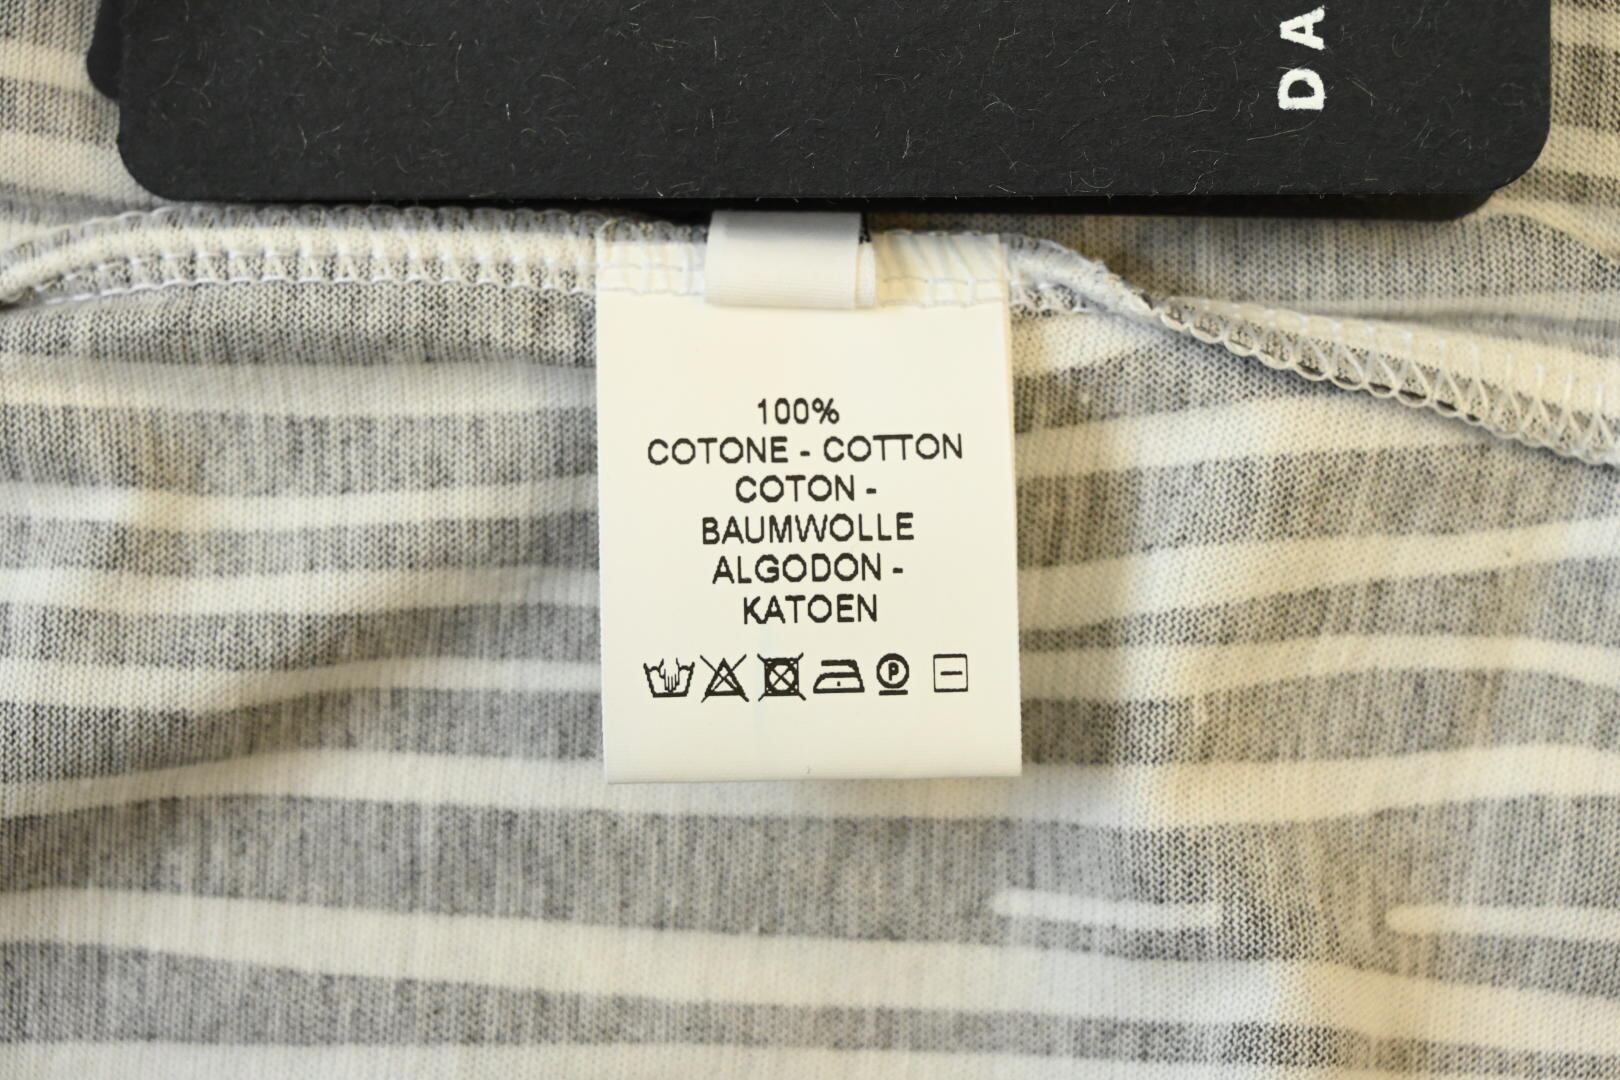 DA
100%
COTONE - COTTON
COTON -
BAUMWOLLE
ALGODON -
KATOEN
P